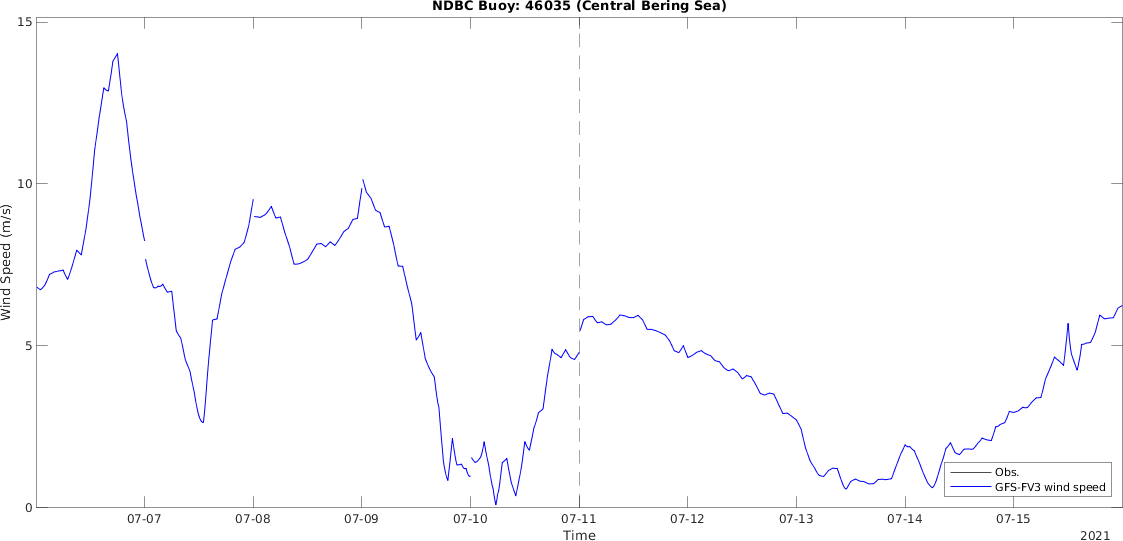 NDBC Buoy: 46035 (Central Bering Sea)
15
10
5
0
Wind Speed (m/s)
07-07
07-08
07-09
07-10
07-11
07-12
07-13
07-14
07-15
Time
2021
Obs.
GFS-FV3 wind speed